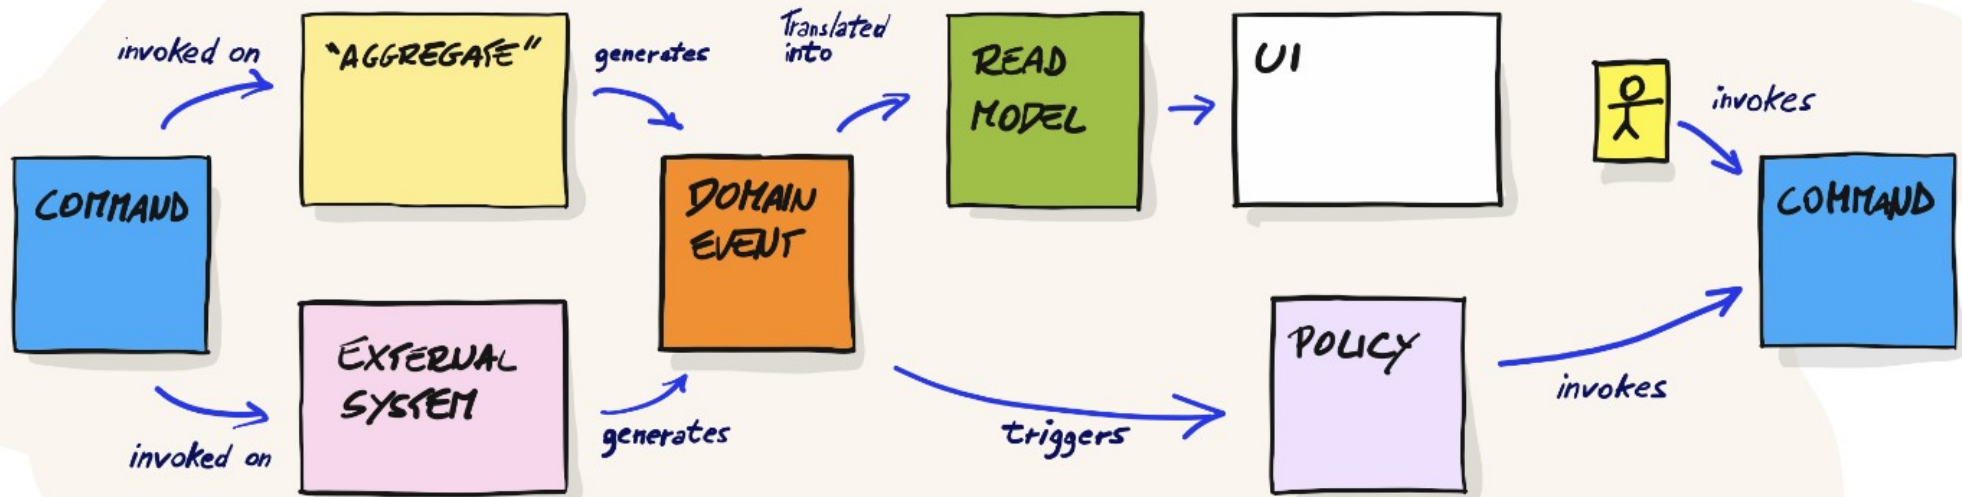 invoked on
"AGGREGATE"
generates
Translated
into
READ
MODEL
UI
invokes
COMMAND
DOMAIN
EVENT
COMMAND
EXTERNAL
SYSTEM
POLICY
invoked on
generates
triggers
invokes